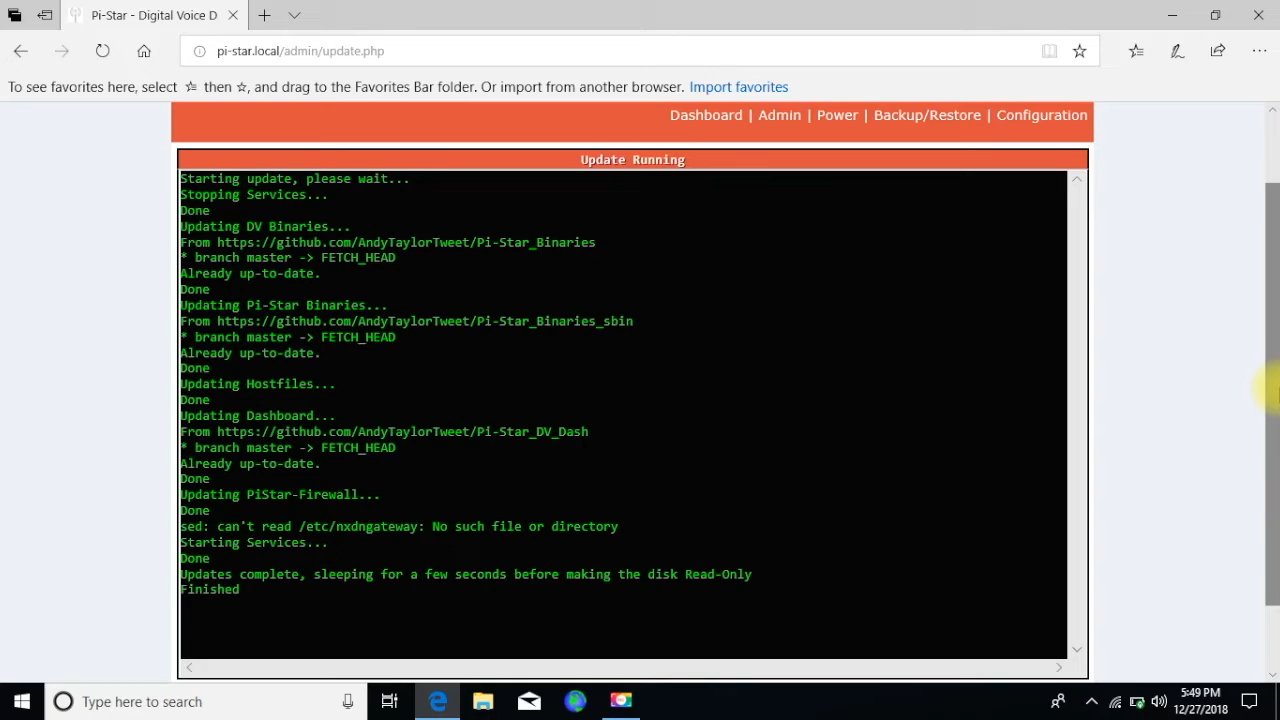 Pi-Star - Digital Voice D
pi-star.local/admin/update.php
To see favorites here, select ☆ then ☆, and drag to the Favorites Bar folder. Or import from another browser. Import favorites
Dashboard | Admin | Power | Backup/Restore | Configuration
Update Running
Starting update, please wait...
Stopping Services...
Done
Updating DV Binaries...
From https://github.com/AndyTaylorTweet/Pi-Star_Binaries
* branch master -> FETCH_HEAD
Already up-to-date.
Done
Updating Pi-Star Binaries...
From https://github.com/AndyTaylorTweet/Pi-Star_Binaries_sbin
* branch master -> FETCH_HEAD
Already up-to-date.
Done
Updating Hostfiles...
Done
Updating Dashboard...
From https://github.com/AndyTaylorTweet/Pi-Star_DV_Dash
* branch master -> FETCH_HEAD
Already up-to-date.
Done
Updating PiStar-Firewall...
Done
sed: can't read /etc/nxdngateway: No such file or directory
Starting Services...
Done
Updates complete, sleeping for a few seconds before making the disk Read-Only
Finished
Type here to search
5:49 PM
12/27/2018